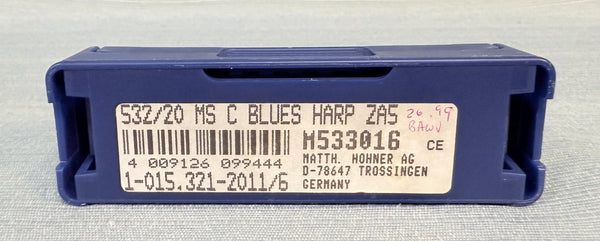 532/20 MS C BLUES HARP ZA5
26.99
BAWV
M533016 CE
4 009126 099444
MATTH. HOHNER AG
D-78647 TROSSINGEN
1-015.321-2011/6
GERMANY